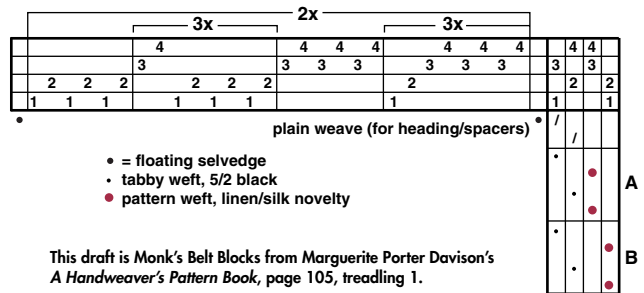 2x
3x 3x
4 4 4 4 4 4 4 4 4
3 3 3 3 3 3 3 3 3
2 2 2 2 2 2 2 2 2
1 1 1 1 1 1 1 1 1
• plain weave (for heading/spacers) • /
/
• = floating selvedge
• tabby weft, 5/2 black
• pattern weft, linen/silk novelty
A
B
This draft is Monk's Belt Blocks from Marguerite Porter Davison's
A Handweaver's Pattern Book, page 105, treadling 1.